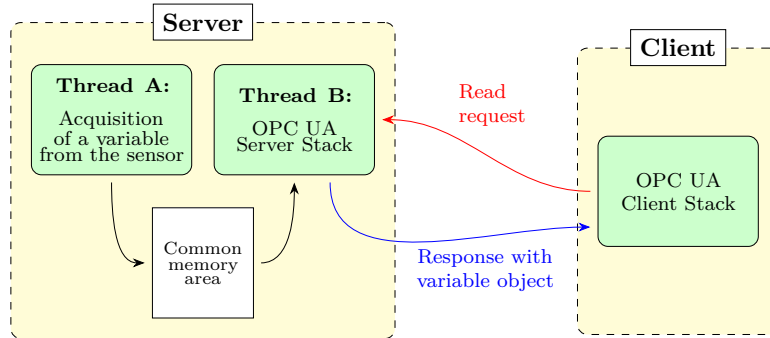 Server
Thread A:
Acquisition
of a variable
from the sensor
Thread B:
OPC UA
Server Stack
Common
memory
area
Read
request
Response with
variable object
Client
OPC UA
Client Stack